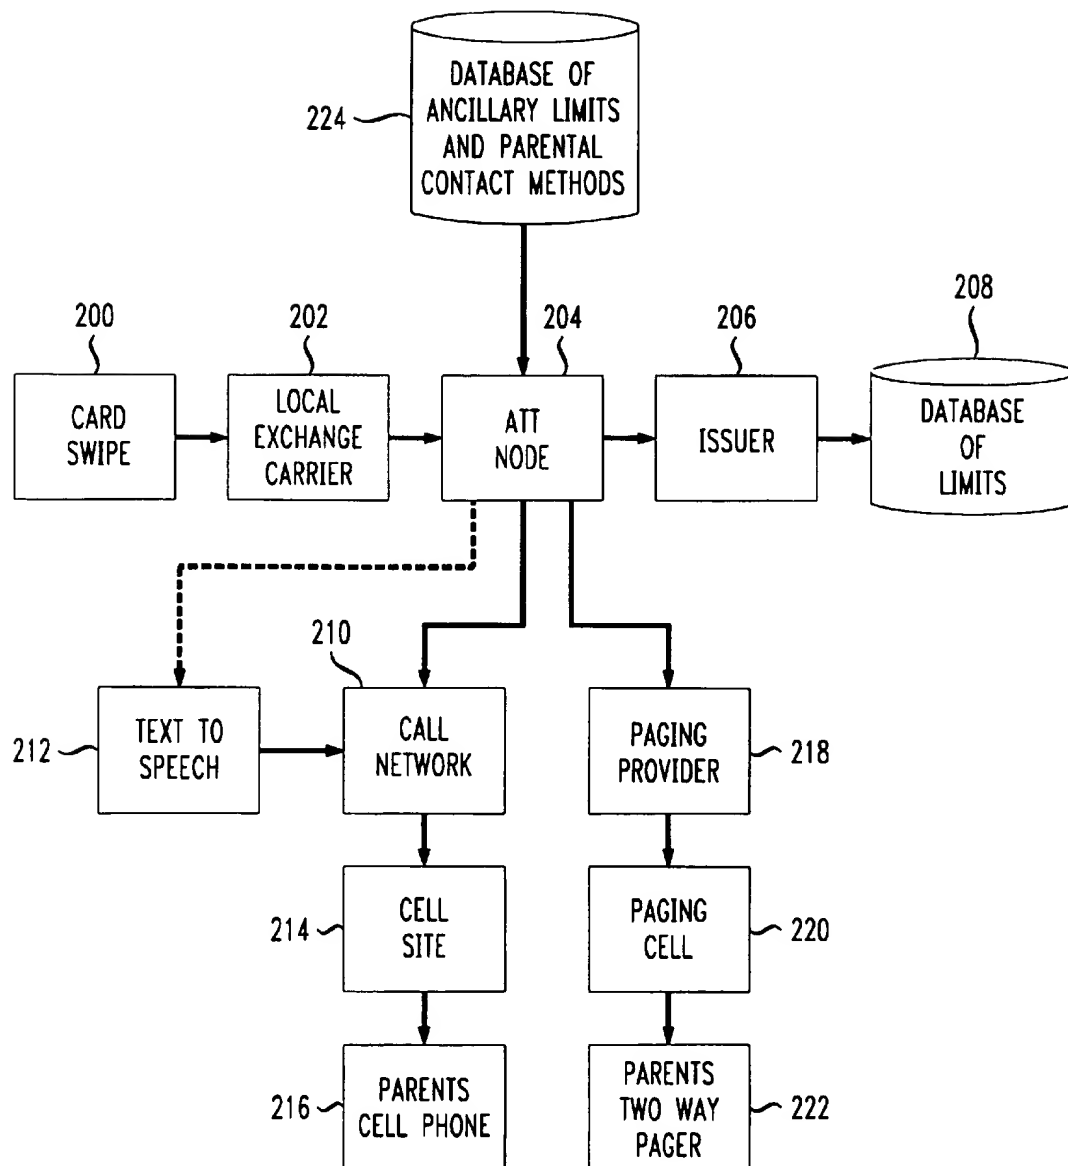 DATABASE OF
ANCILLARY LIMITS
AND PARENTAL
CONTACT METHODS
224
200
202
204
206
208
CARD
SWIPE
LOCAL
EXCHANGE
CARRIER
ATT
NODE
ISSUER
DATABASE
OF
LIMITS
210
212
TEXT TO
SPEECH
CALL
NETWORK
PAGING
PROVIDER
218
214
CELL
SITE
PAGING
CELL
220
216
PARENTS
CELL PHONE
PARENTS
TWO WAY
PAGER
222